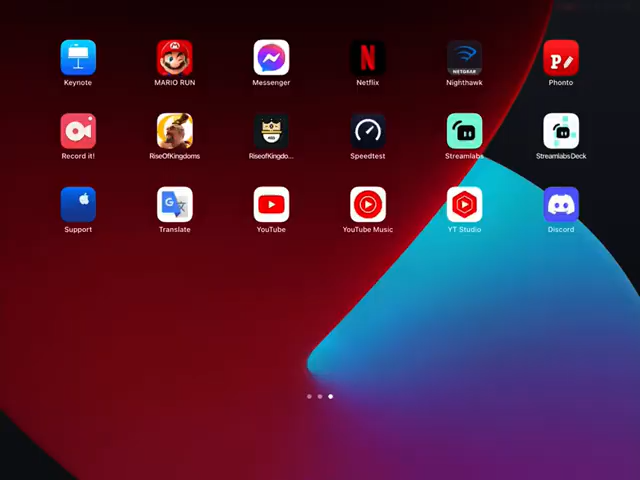 Keynote
MARIO RUN
Messenger
Netflix
NETGEAR
Nighthawk
P
Phonto
Record it!
RiseOfKingdoms
RiseofKingdo...
Speedtest
Streamlabs
StreamlabsDeck
Support
Translate
YouTube
YouTube Music
YT Studio
Discord